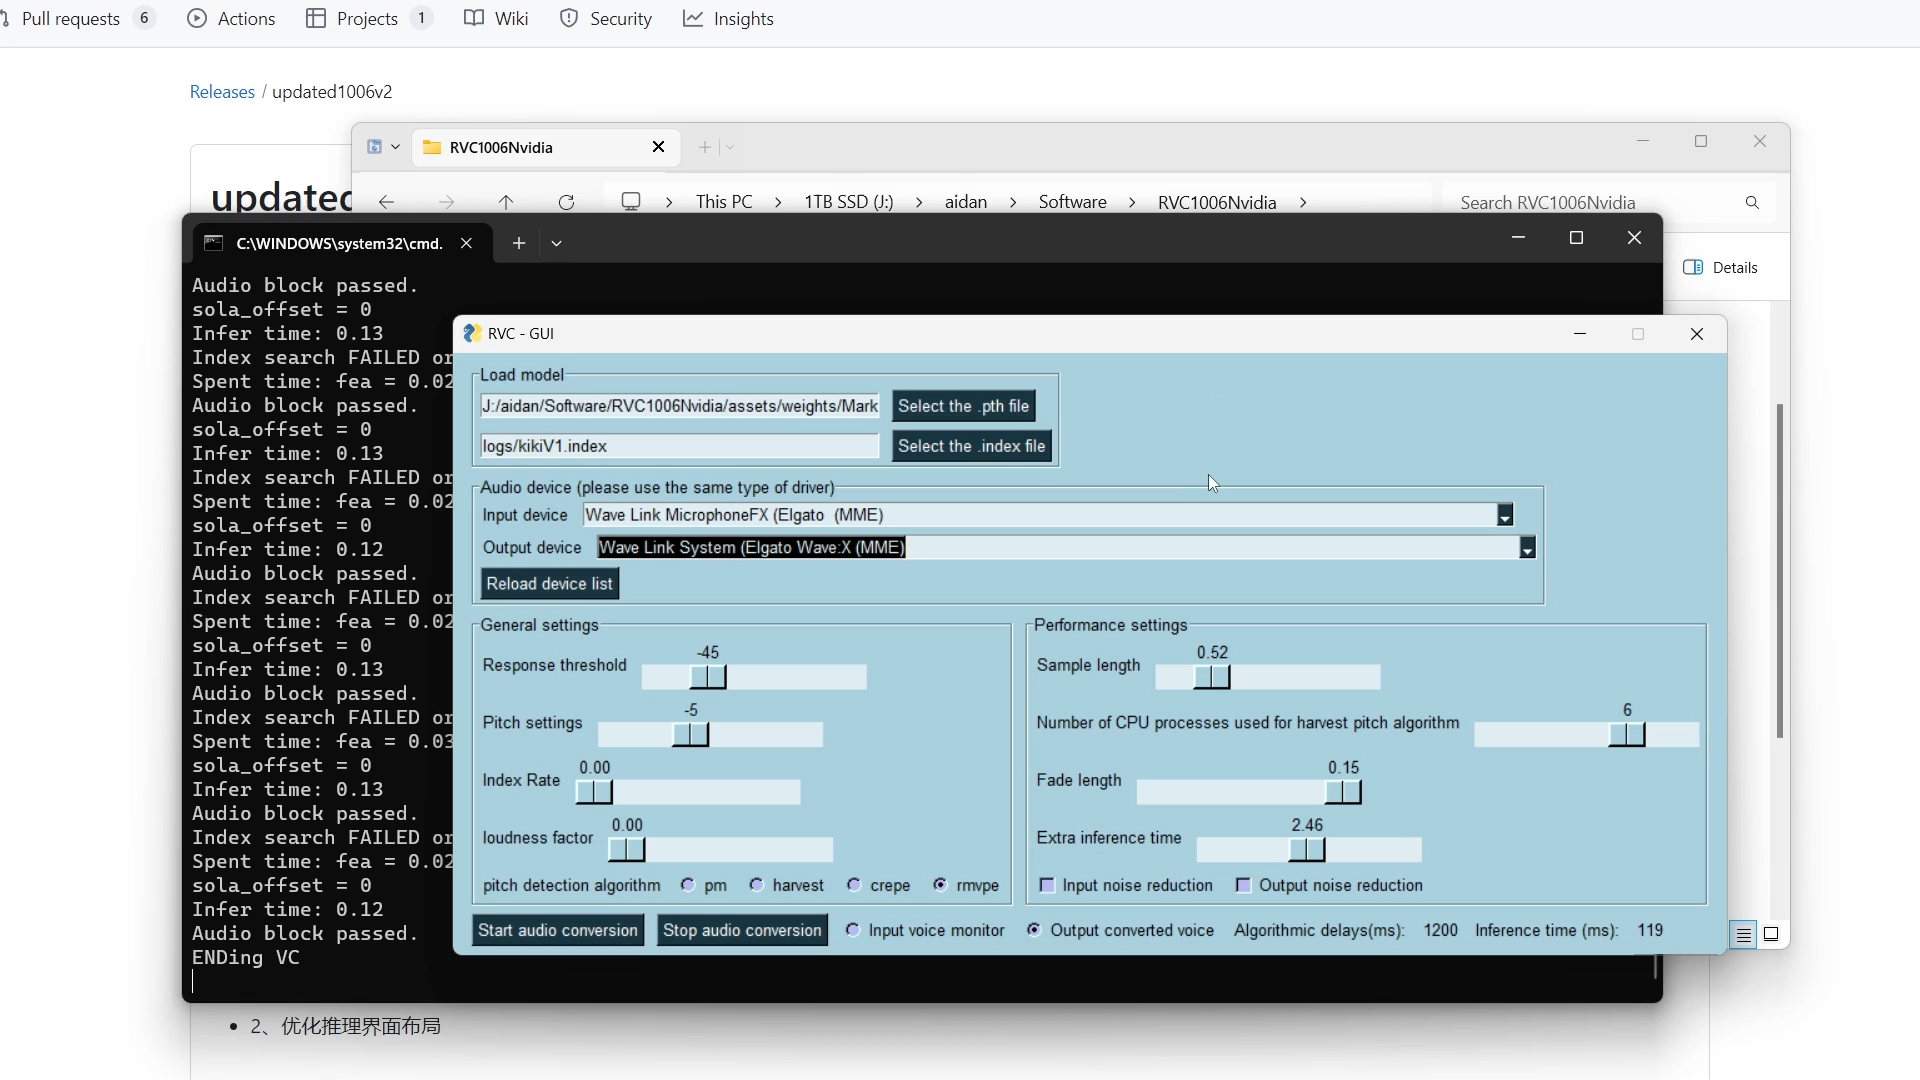 Pull requests 6 Actions Projects 1 Wiki Security Insights
Releases / updated1006v2
RVC1006Nvidia
updated
This PC > 1TB SSD (J:) > aidan > Software > RVC1006Nvidia >
Search RVC1006Nvidia
C:\WINDOWS\system32\cmd.
Details
Audio block passed.
sola_offset = 0
Infer time: 0.13
Index search FAILED or
Spent time: fea = 0.02
Audio block passed.
sola_offset = 0
Infer time: 0.13
Index search FAILED or
Spent time: fea = 0.02
sola_offset = 0
Infer time: 0.12
Audio block passed.
Index search FAILED or
Spent time: fea = 0.02
sola_offset = 0
Infer time: 0.13
Audio block passed.
Index search FAILED or
Spent time: fea = 0.03
sola_offset = 0
Infer time: 0.13
Audio block passed.
Index search FAILED or
Spent time: fea = 0.02
sola_offset = 0
Infer time: 0.12
Audio block passed.
ENDing VC
RVC - GUI
Load model
J:/aidan/Software/RVC1006Nvidia/assets/weights/Mark
Select the .pth file
logs/kikiV1.index
Select the .index file
Audio device (please use the same type of driver)
Input device Wave Link MicrophoneFX (Elgato (MME)
Output device Wave Link System (Elgato Wave:X (MME)
Reload device list
General settings
Response threshold -45
Pitch settings -5
Index Rate 0.00
loudness factor 0.00
pitch detection algorithm pm harvest crepe rmvpe
Performance settings
Sample length 0.52
Number of CPU processes used for harvest pitch algorithm 6
Fade length 0.15
Extra inference time 2.46
Input noise reduction Output noise reduction
Start audio conversion Stop audio conversion Input voice monitor Output converted voice Algorithmic delays(ms): 1200 Inference time (ms): 119
2、优化推理界面布局